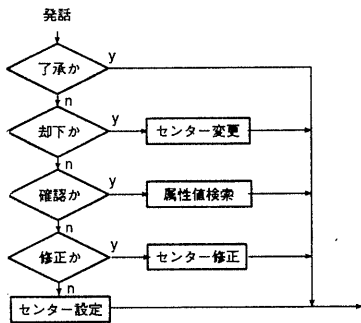 発話
了承か y
n
却下か y センター変更
n
確認か y 属性値検索
n
修正か y センター修正
n
センター設定